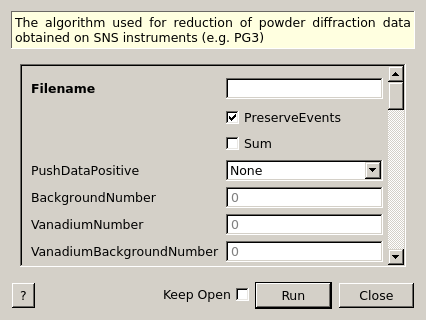 The algorithm used for reduction of powder diffraction data
obtained on SNS instruments (e.g. PG3)
Filename
PreserveEvents
Sum
PushDataPositive None
BackgroundNumber 0
VanadiumNumber 0
VanadiumBackgroundNumber 0
? Keep Open Run Close